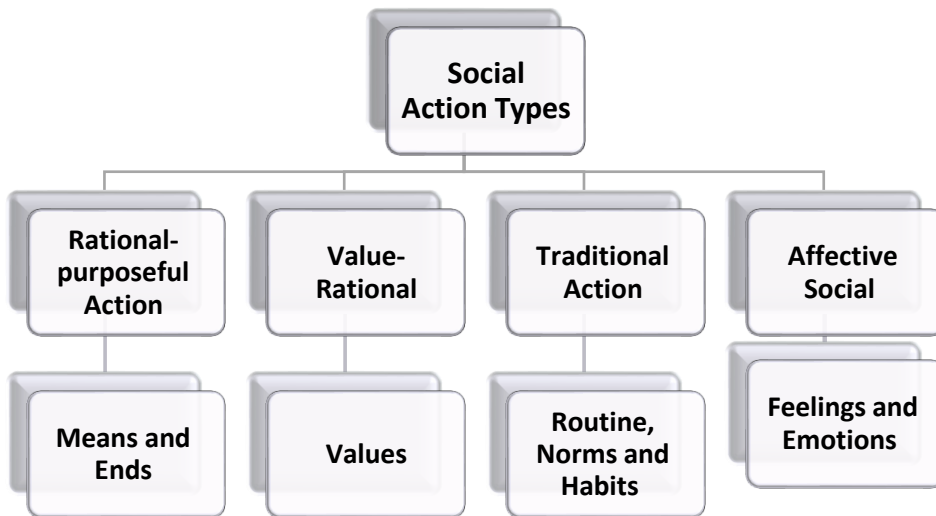 Social
Action Types
Rational-
purposeful
Action
Value-
Rational
Traditional
Action
Affective
Social
Means and
Ends
Values
Routine,
Norms and
Habits
Feelings and
Emotions